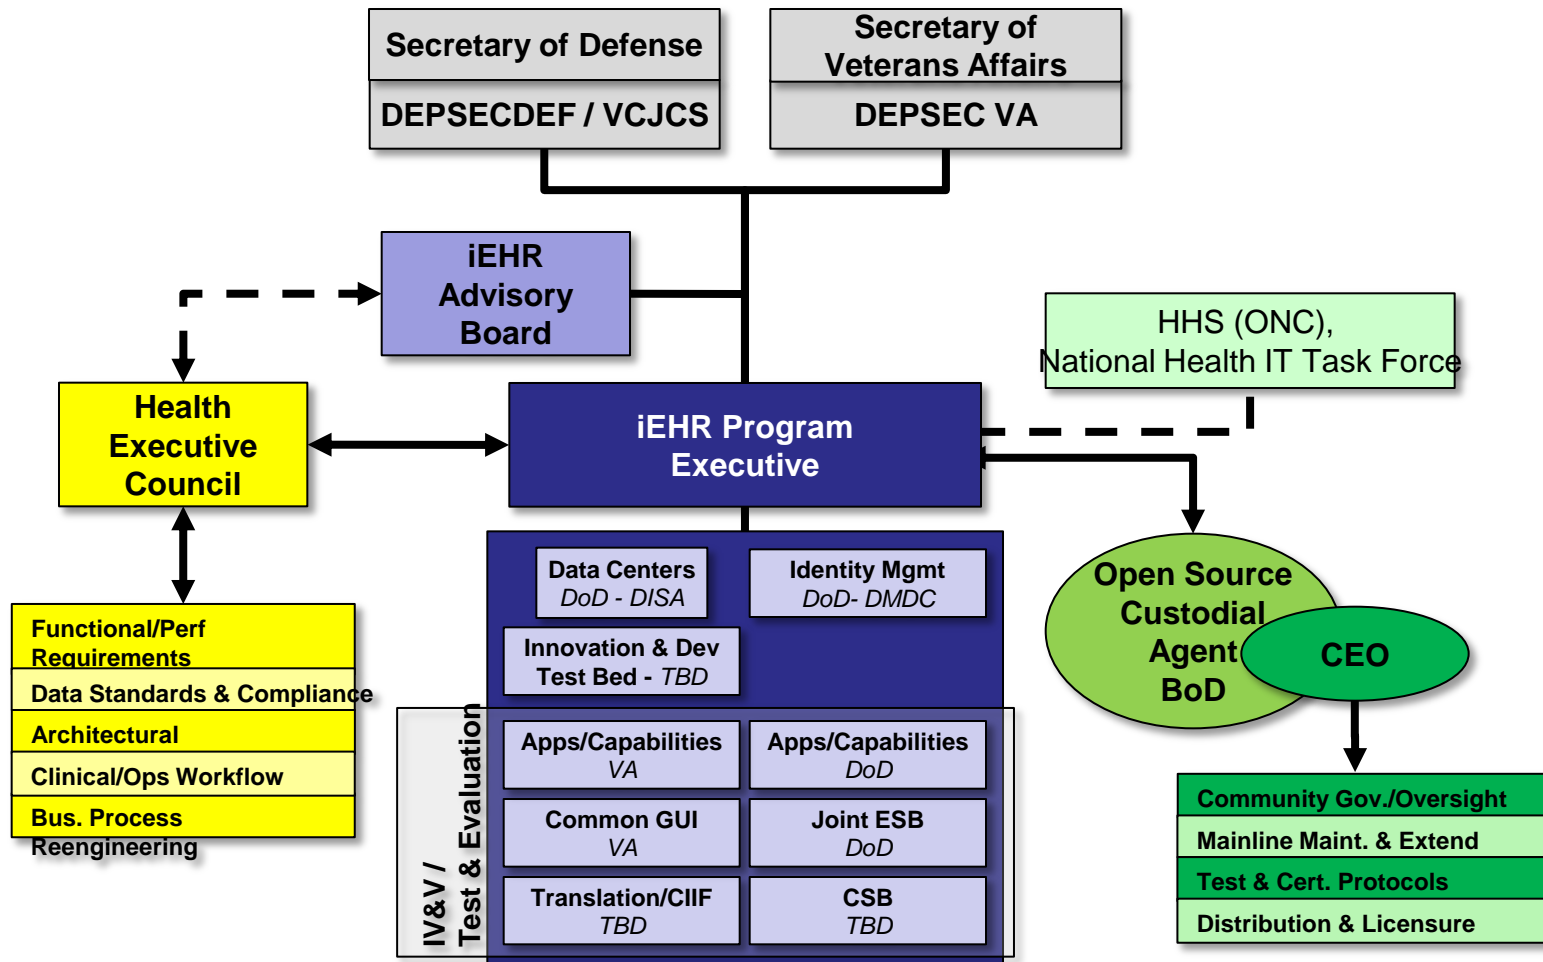 Secretary of Defense
DEPSECDEF / VCJCS
Secretary of
Veterans Affairs
DEPSEC VA
iEHR
Advisory
Board
HHS (ONC),
National Health IT Task Force
Health
Executive
Council
iEHR Program
Executive
Functional/Perf
Requirements
Data Standards & Compliance
Architectural
Clinical/Ops Workflow
Bus. Process
Reengineering
Data Centers
DoD - DISA
Identity Mgmt
DoD- DMDC
Innovation & Dev
Test Bed - TBD
IV&V /
Test & Evaluation
Apps/Capabilities
VA
Apps/Capabilities
DoD
Common GUI
VA
Joint ESB
DoD
Translation/CIIF
TBD
CSB
TBD
Open Source
Custodial
Agent
BoD
CEO
Community Gov./Oversight
Mainline Maint. & Extend
Test & Cert. Protocols
Distribution & Licensure